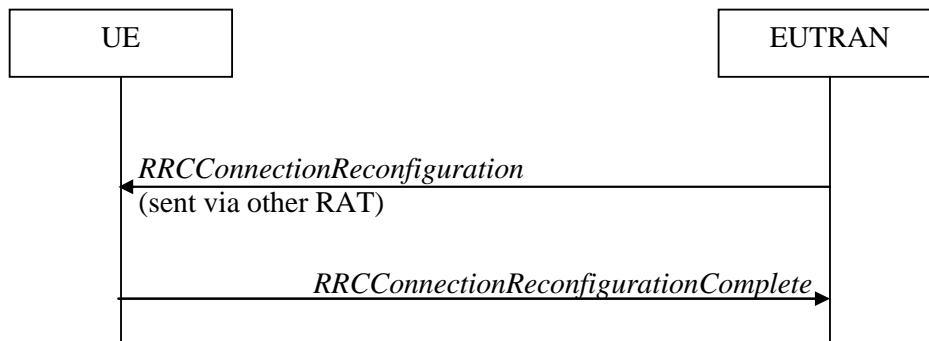 UE
EUTRAN
RRCConnectionReconfiguration
(sent via other RAT)
RRCConnectionReconfigurationComplete